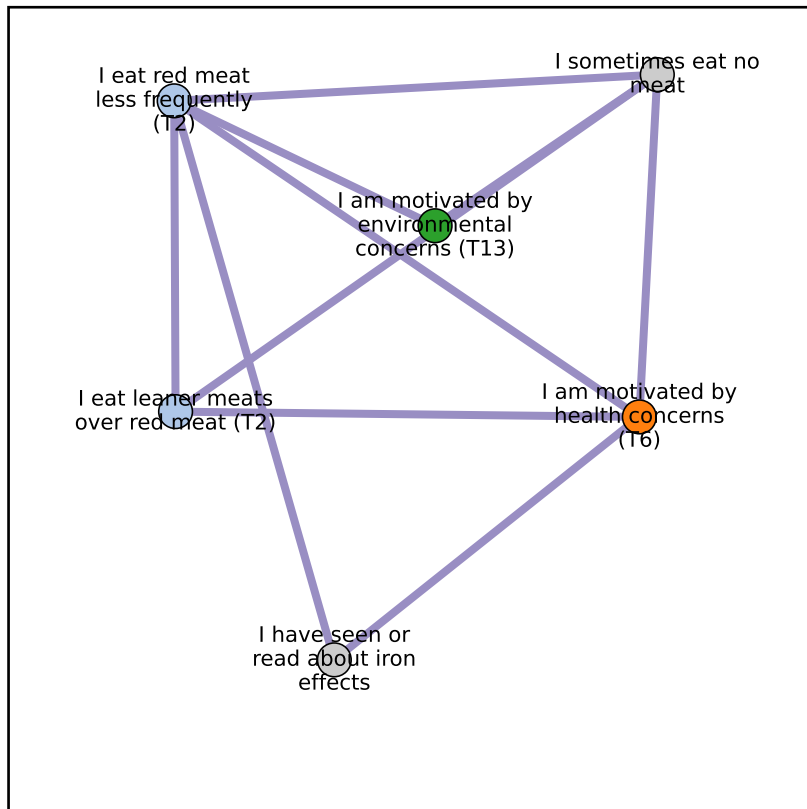 I eat red meat
less frequently
(T2)
I sometimes eat no
meat
I am motivated by
environmental
concerns (T13)
I eat leaner meats
over red meat (T2)
I am motivated by
health concerns
(T6)
I have seen or
read about iron
effects